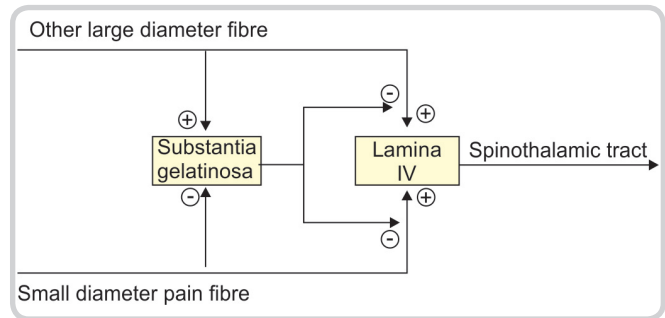 Other large diameter fibre
⊖
⊕
⊕
Substantia
gelatinosa
Lamina
IV
Spinothalamic tract
⊖
⊕
⊖
Small diameter pain fibre